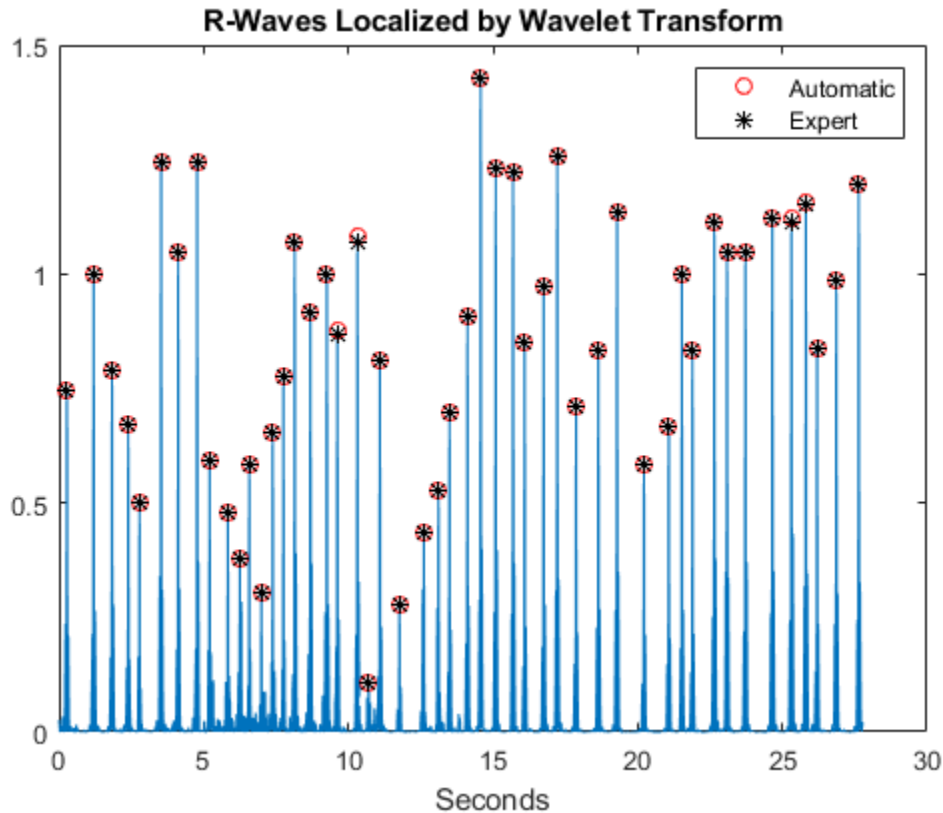 R-Waves Localized by Wavelet Transform
1.5
1
0.5
0
Automatic
Expert
0 5 10 15 20 25 30
Seconds